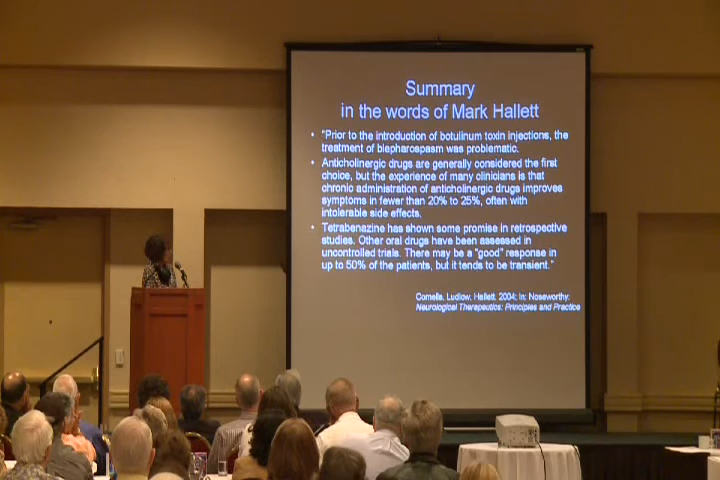 Summary
in the words of Mark Hallett
• "Prior to the introduction of botulinum toxin injections, the
treatment of blepharospasm was problematic.
• Anticholinergic drugs are generally considered the first
choice, but the experience of many clinicians is that
chronic administration of anticholinergic drugs improves
symptoms in fewer than 20% to 25%, often with
intolerable side effects.
• Tetrabenazine has shown some promise in retrospective
studies. Other oral drugs have been assessed in
uncontrolled trials. There may be a "good" response in
up to 50% of the patients, but it tends to be transient."
Comella, Ludlow, Hallett, 2004; In: Noseworthy:
Neurological Therapeutics: Principles and Practice